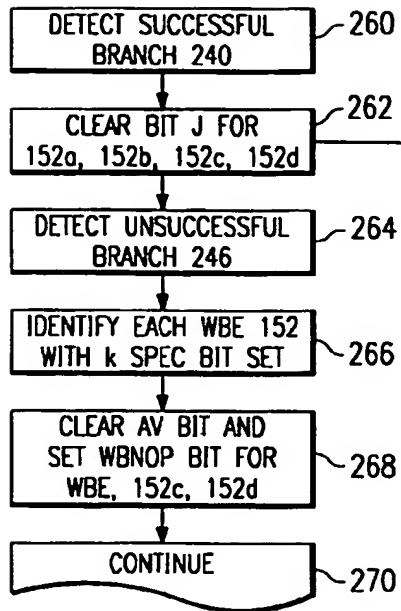 DETECT SUCCESSFUL
BRANCH 240
260
CLEAR BIT J FOR
152a, 152b, 152c, 152d
262
DETECT UNSUCCESSFUL
BRANCH 246
264
IDENTIFY EACH WBE 152
WITH k SPEC BIT SET
266
CLEAR AV BIT AND
SET WBNOP BIT FOR
WBE, 152c, 152d
268
CONTINUE
270